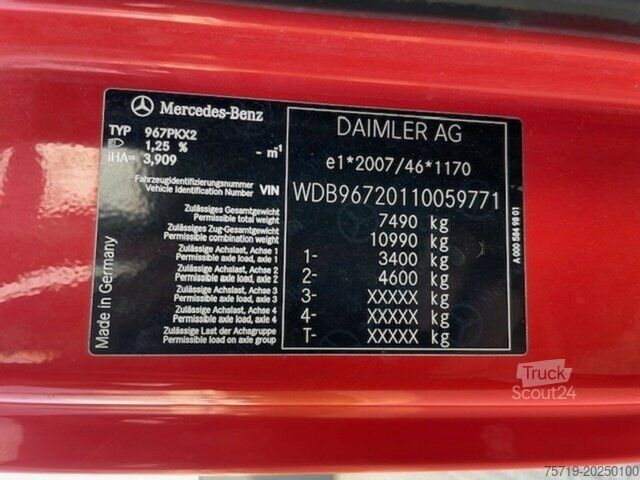 Mercedes-Benz
TYP 967PKX2
1,25 % - m⁻¹
iHA= 3,909
DAIMLER AG
e1*2007/46*1170
Fahrzeugidentifizierungsnummer
Vehicle Identification Number VIN WDB96720110059771
Zulässiges Gesamtgewicht
Permissible total weight 7490 kg
Zulässiges Zug-Gesamtgewicht
Permissible combination weight 10990 kg
Zulässige Achslast, Achse 1
Permissible axle load, axle 1 1- 3400 kg
Zulässige Achslast, Achse 2
Permissible axle load, axle 2 2- 4600 kg
Zulässige Achslast, Achse 3
Permissible axle load, axle 3 3- XXXXX kg
Zulässige Achslast, Achse 4
Permissible axle load, axle 4 4- XXXXX kg
Zulässige Last der Achsgruppe
Permissible load on axle group T- XXXXX kg
Made in Germany
A 000 584 98 01
Truck
Scout24
75719-20250100